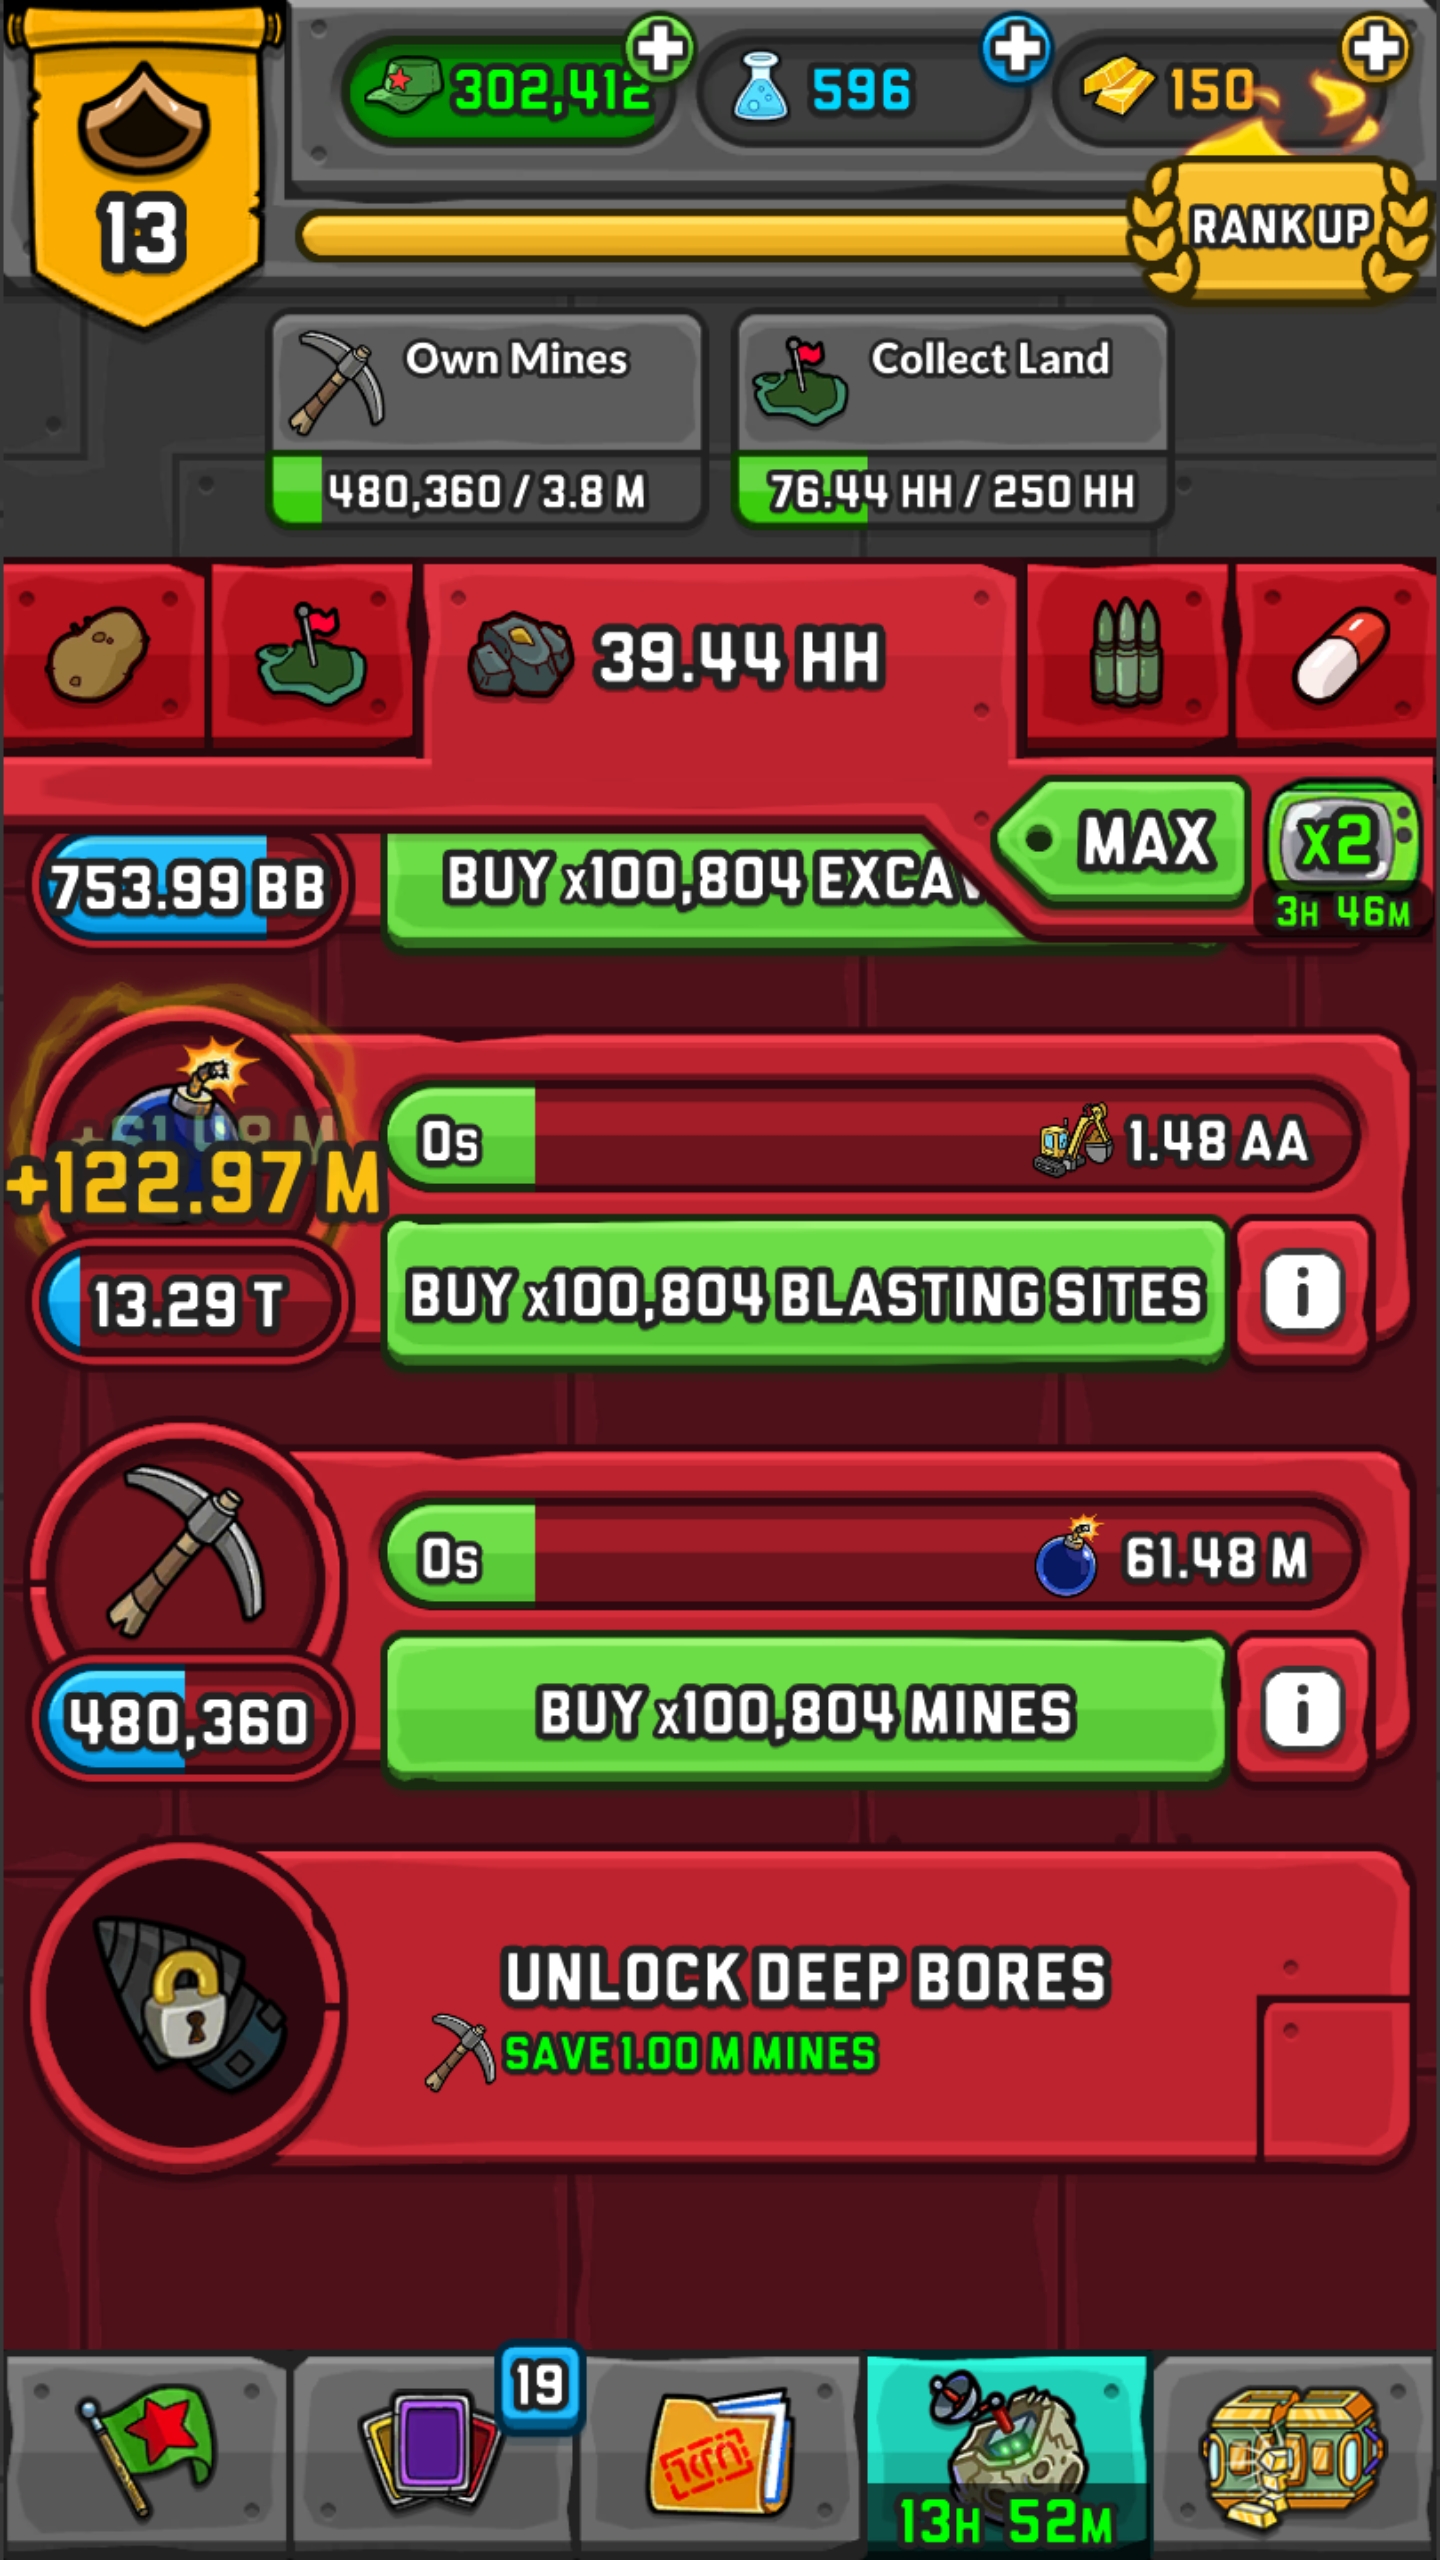 302,412
596
150
13
RANK UP
Own Mines
Collect Land
480,360 / 3.8 M
76.44 HH / 250 HH
39.44 HH
MAX
x2
3H 46M
753.99 BB
BUY x100,804
0s
1.48 AA
+61.48 M
+122.97 M
13.29 T
BUY x100,804 BLASTING SITES
i
0s
61.48 M
480,360
BUY x100,804 MINES
i
UNLOCK DEEP BORES
SAVE 1.00 M MINES
19
13H 52M